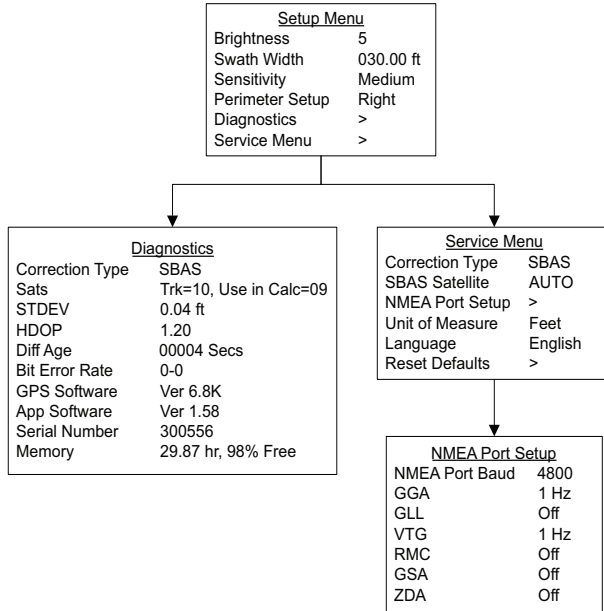 Setup Menu
Brightness 5
Swath Width 030.00 ft
Sensitivity Medium
Perimeter Setup Right
Diagnostics >
Service Menu >
Diagnostics
Correction Type SBAS
Sats Trk=10, Use in Calc=09
STDEV 0.04 ft
HDOP 1.20
Diff Age 00004 Secs
Bit Error Rate 0-0
GPS Software Ver 6.8K
App Software Ver 1.58
Serial Number 300556
Memory 29.87 hr, 98% Free
Service Menu
Correction Type SBAS
SBAS Satellite AUTO
NMEA Port Setup >
Unit of Measure Feet
Language English
Reset Defaults >
NMEA Port Setup
NMEA Port Baud 4800
GGA 1 Hz
GLL Off
VTG 1 Hz
RMC Off
GSA Off
ZDA Off